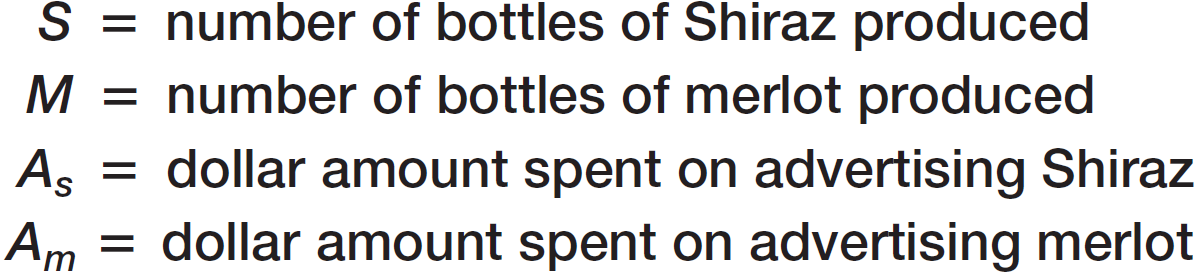 S = number of bottles of Shiraz produced
M = number of bottles of merlot produced
Aₛ = dollar amount spent on advertising Shiraz
Aₘ = dollar amount spent on advertising merlot